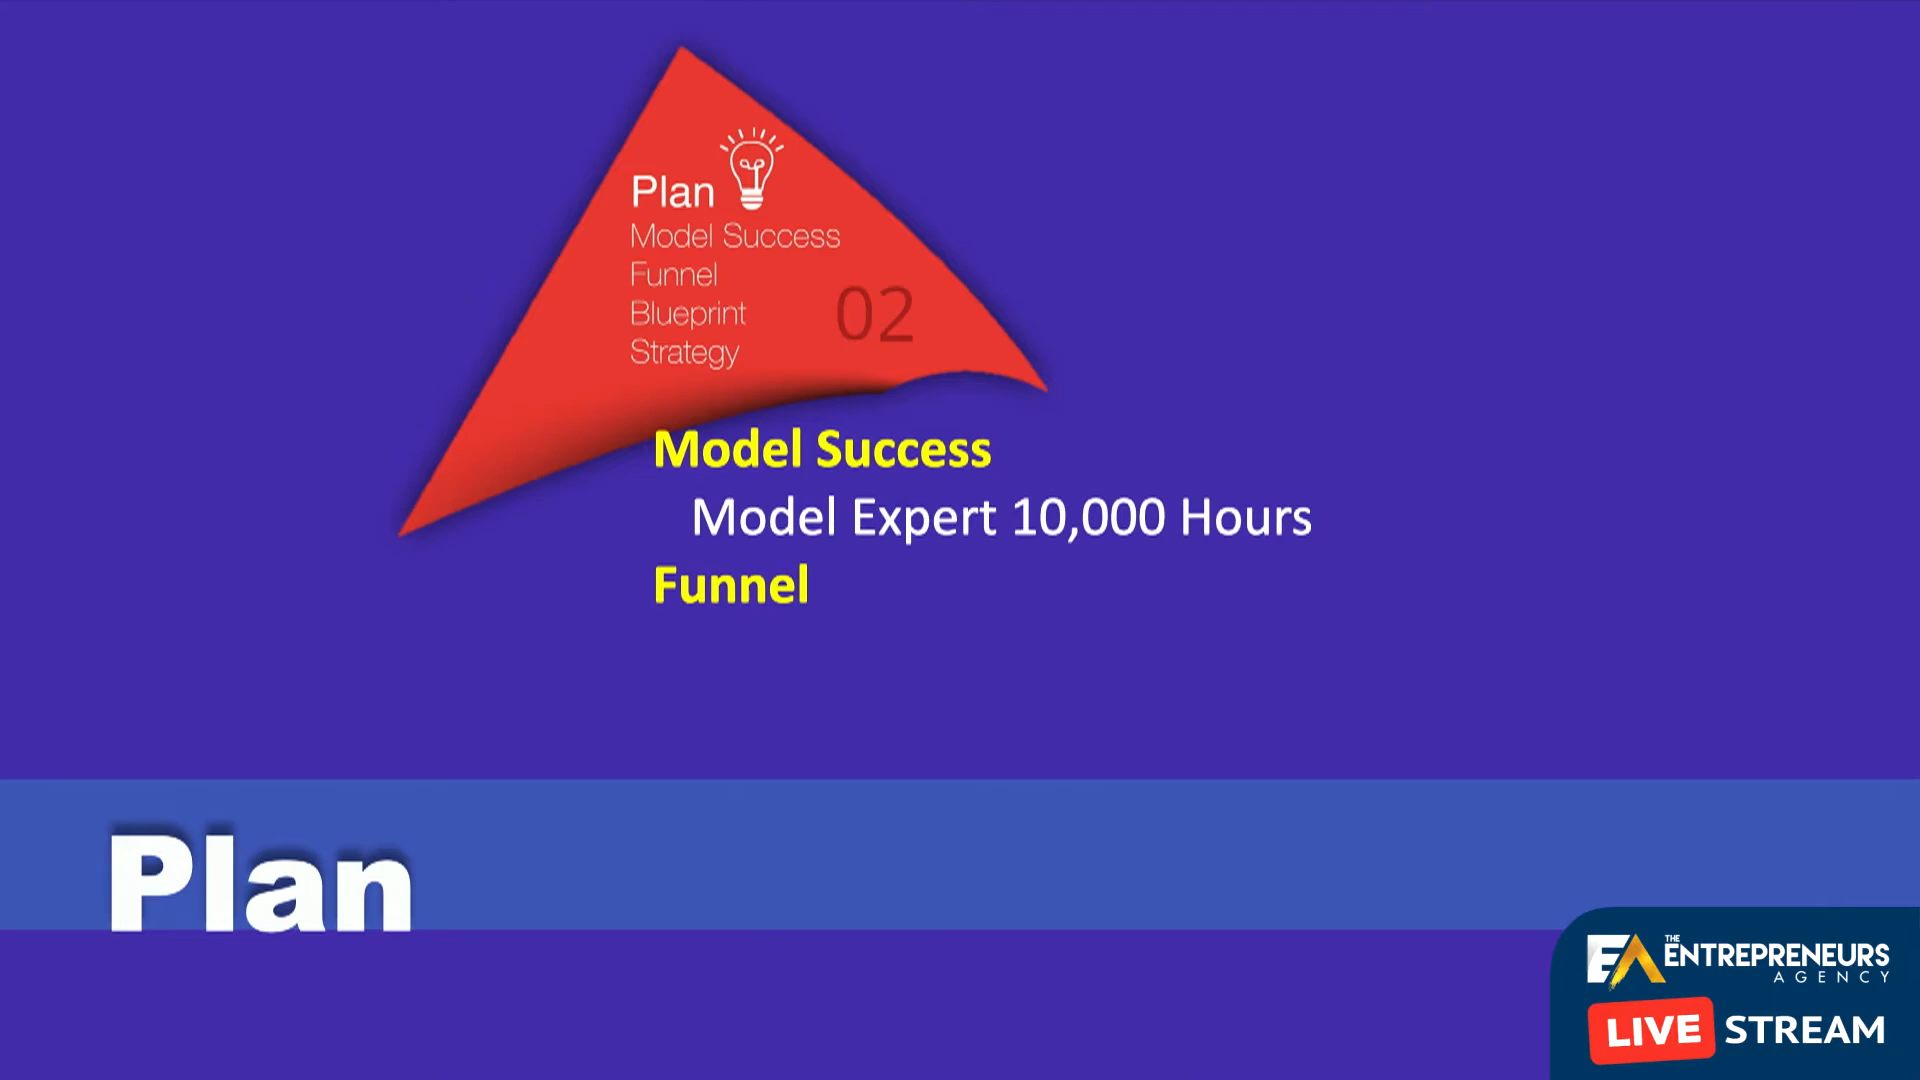 Plan
Model Success
Funnel
Blueprint
Strategy
02
Model Success
Model Expert 10,000 Hours
Funnel
Plan
EA THE ENTREPRENEURS
AGENCY
LIVE STREAM